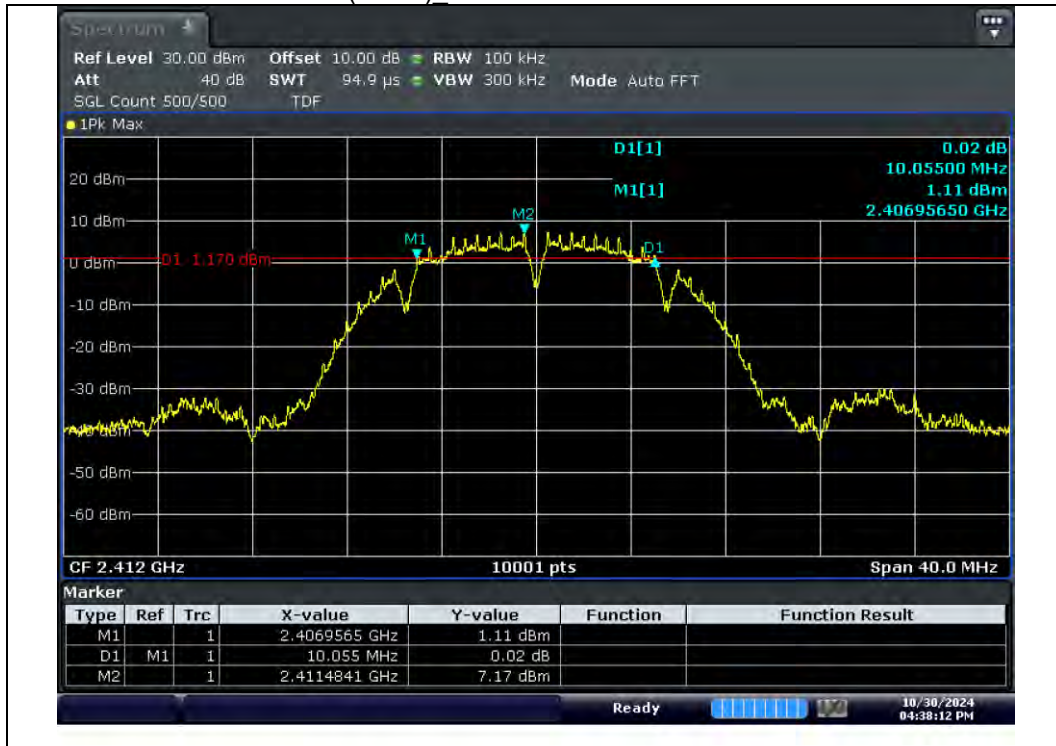 Spectrum
Ref Level 30.00 dBm Offset 10.00 dB RBW 100 kHz
Att 40 dB SWT 94.9 µs VBW 300 kHz Mode Auto FFT
SGL Count 500/500 TDF
1Pk Max
D1[1] 0.02 dB
10.05500 MHz
20 dBm
M1[1] 1.11 dBm
2.40695650 GHz
10 dBm
M2
M1
D1
0 dBm
D1 1.170 dBm
-10 dBm
-20 dBm
-30 dBm
-40 dBm
-50 dBm
-60 dBm
CF 2.412 GHz 10001 pts Span 40.0 MHz
Marker
Type Ref Trc X-value Y-value Function Function Result
M1 1 2.4069565 GHz 1.11 dBm
D1 M1 1 10.055 MHz 0.02 dB
M2 1 2.4114841 GHz 7.17 dBm
Ready 10/30/2024
04:38:12 PM